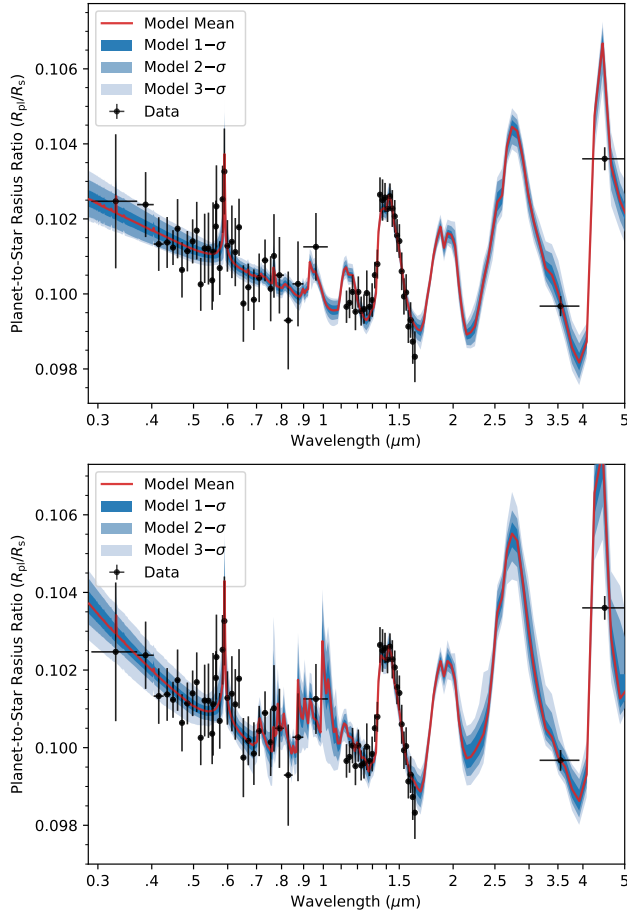 Planet-to-Star Rasius Ratio (Rpl/Rs)
0.106
0.104
0.102
0.100
0.098
Model Mean
Model 1−σ
Model 2−σ
Model 3−σ
Data
0.3 .4 .5 .6 .7 .8 .9 1 1.5 2 2.5 3 3.5 4 5
Wavelength (μm)
Planet-to-Star Rasius Ratio (Rpl/Rs)
0.106
0.104
0.102
0.100
0.098
Model Mean
Model 1−σ
Model 2−σ
Model 3−σ
Data
0.3 .4 .5 .6 .7 .8 .9 1 1.5 2 2.5 3 3.5 4 5
Wavelength (μm)